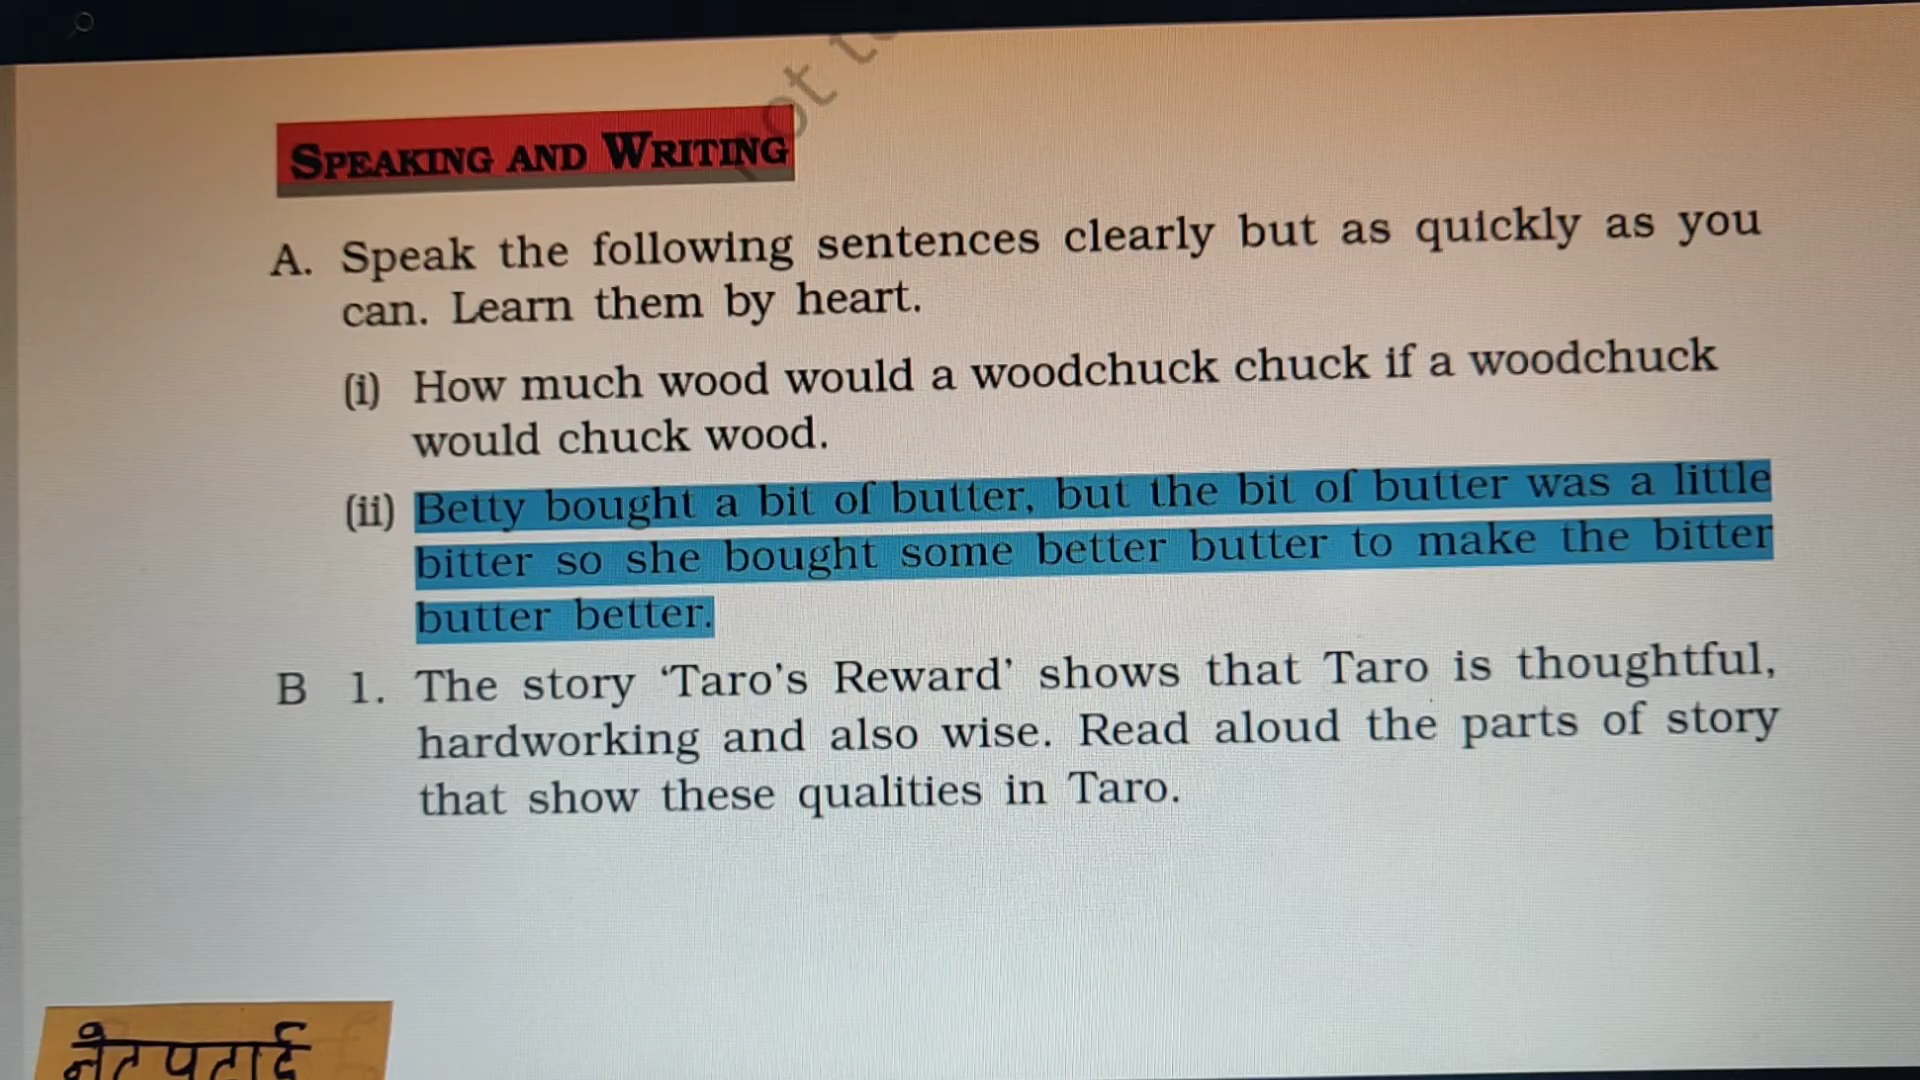 not t
SPEAKING AND WRITING
A. Speak the following sentences clearly but as quickly as you
can. Learn them by heart.
(i) How much wood would a woodchuck chuck if a woodchuck
would chuck wood.
(ii) Betty bought a bit of butter, but the bit of butter was a little
bitter so she bought some better butter to make the bitter
butter better.
B 1. The story ‘Taro’s Reward’ shows that Taro is thoughtful,
hardworking and also wise. Read aloud the parts of story
that show these qualities in Taro.